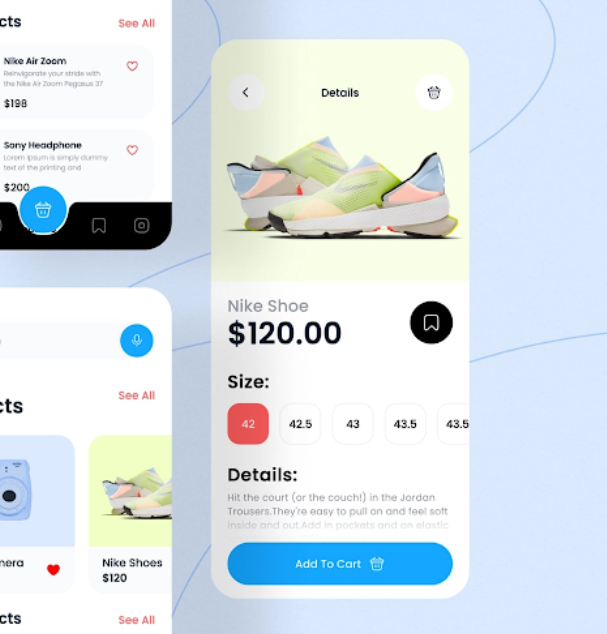 cts
See All
Nike Air Zoom
Reinwigorate your stride with
the Nike Air Zoom Pegasus 37
$198
Sony Headphone
Lorem Ipsum is simply dummy
text of the printing and
$200
cts
See All
nera
Nike Shoes
$120
cts
See All
Details
Nike Shoe
$120.00
Size:
42
42.5
43
43.5
43.5
Details:
Hit the court (or the couch!) in the Jordan
Trousers.They're easy to pull on and feel soft
inside and out.Add in pockets and an elastic
Add To Cart